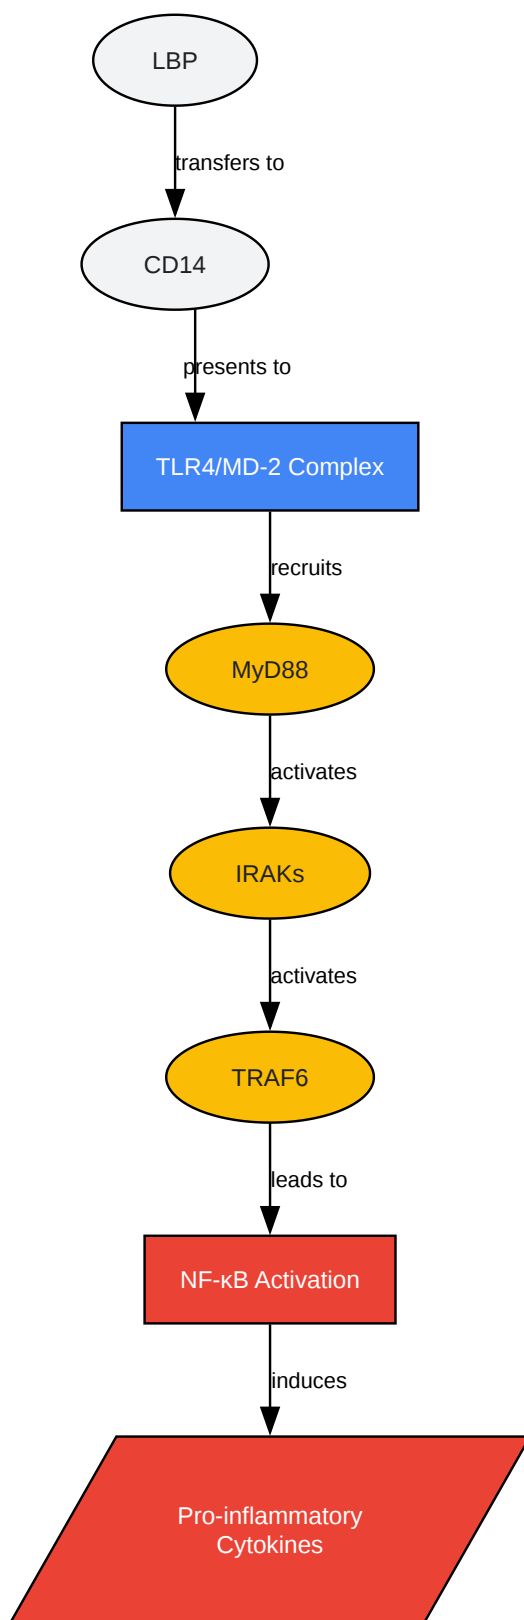 LBP
transfers to
CD14
presents to
TLR4/MD-2 Complex
recruits
MyD88
activates
IRAKs
activates
TRAF6
leads to
NF-κB Activation
induces
Pro-inflammatory
Cytokines